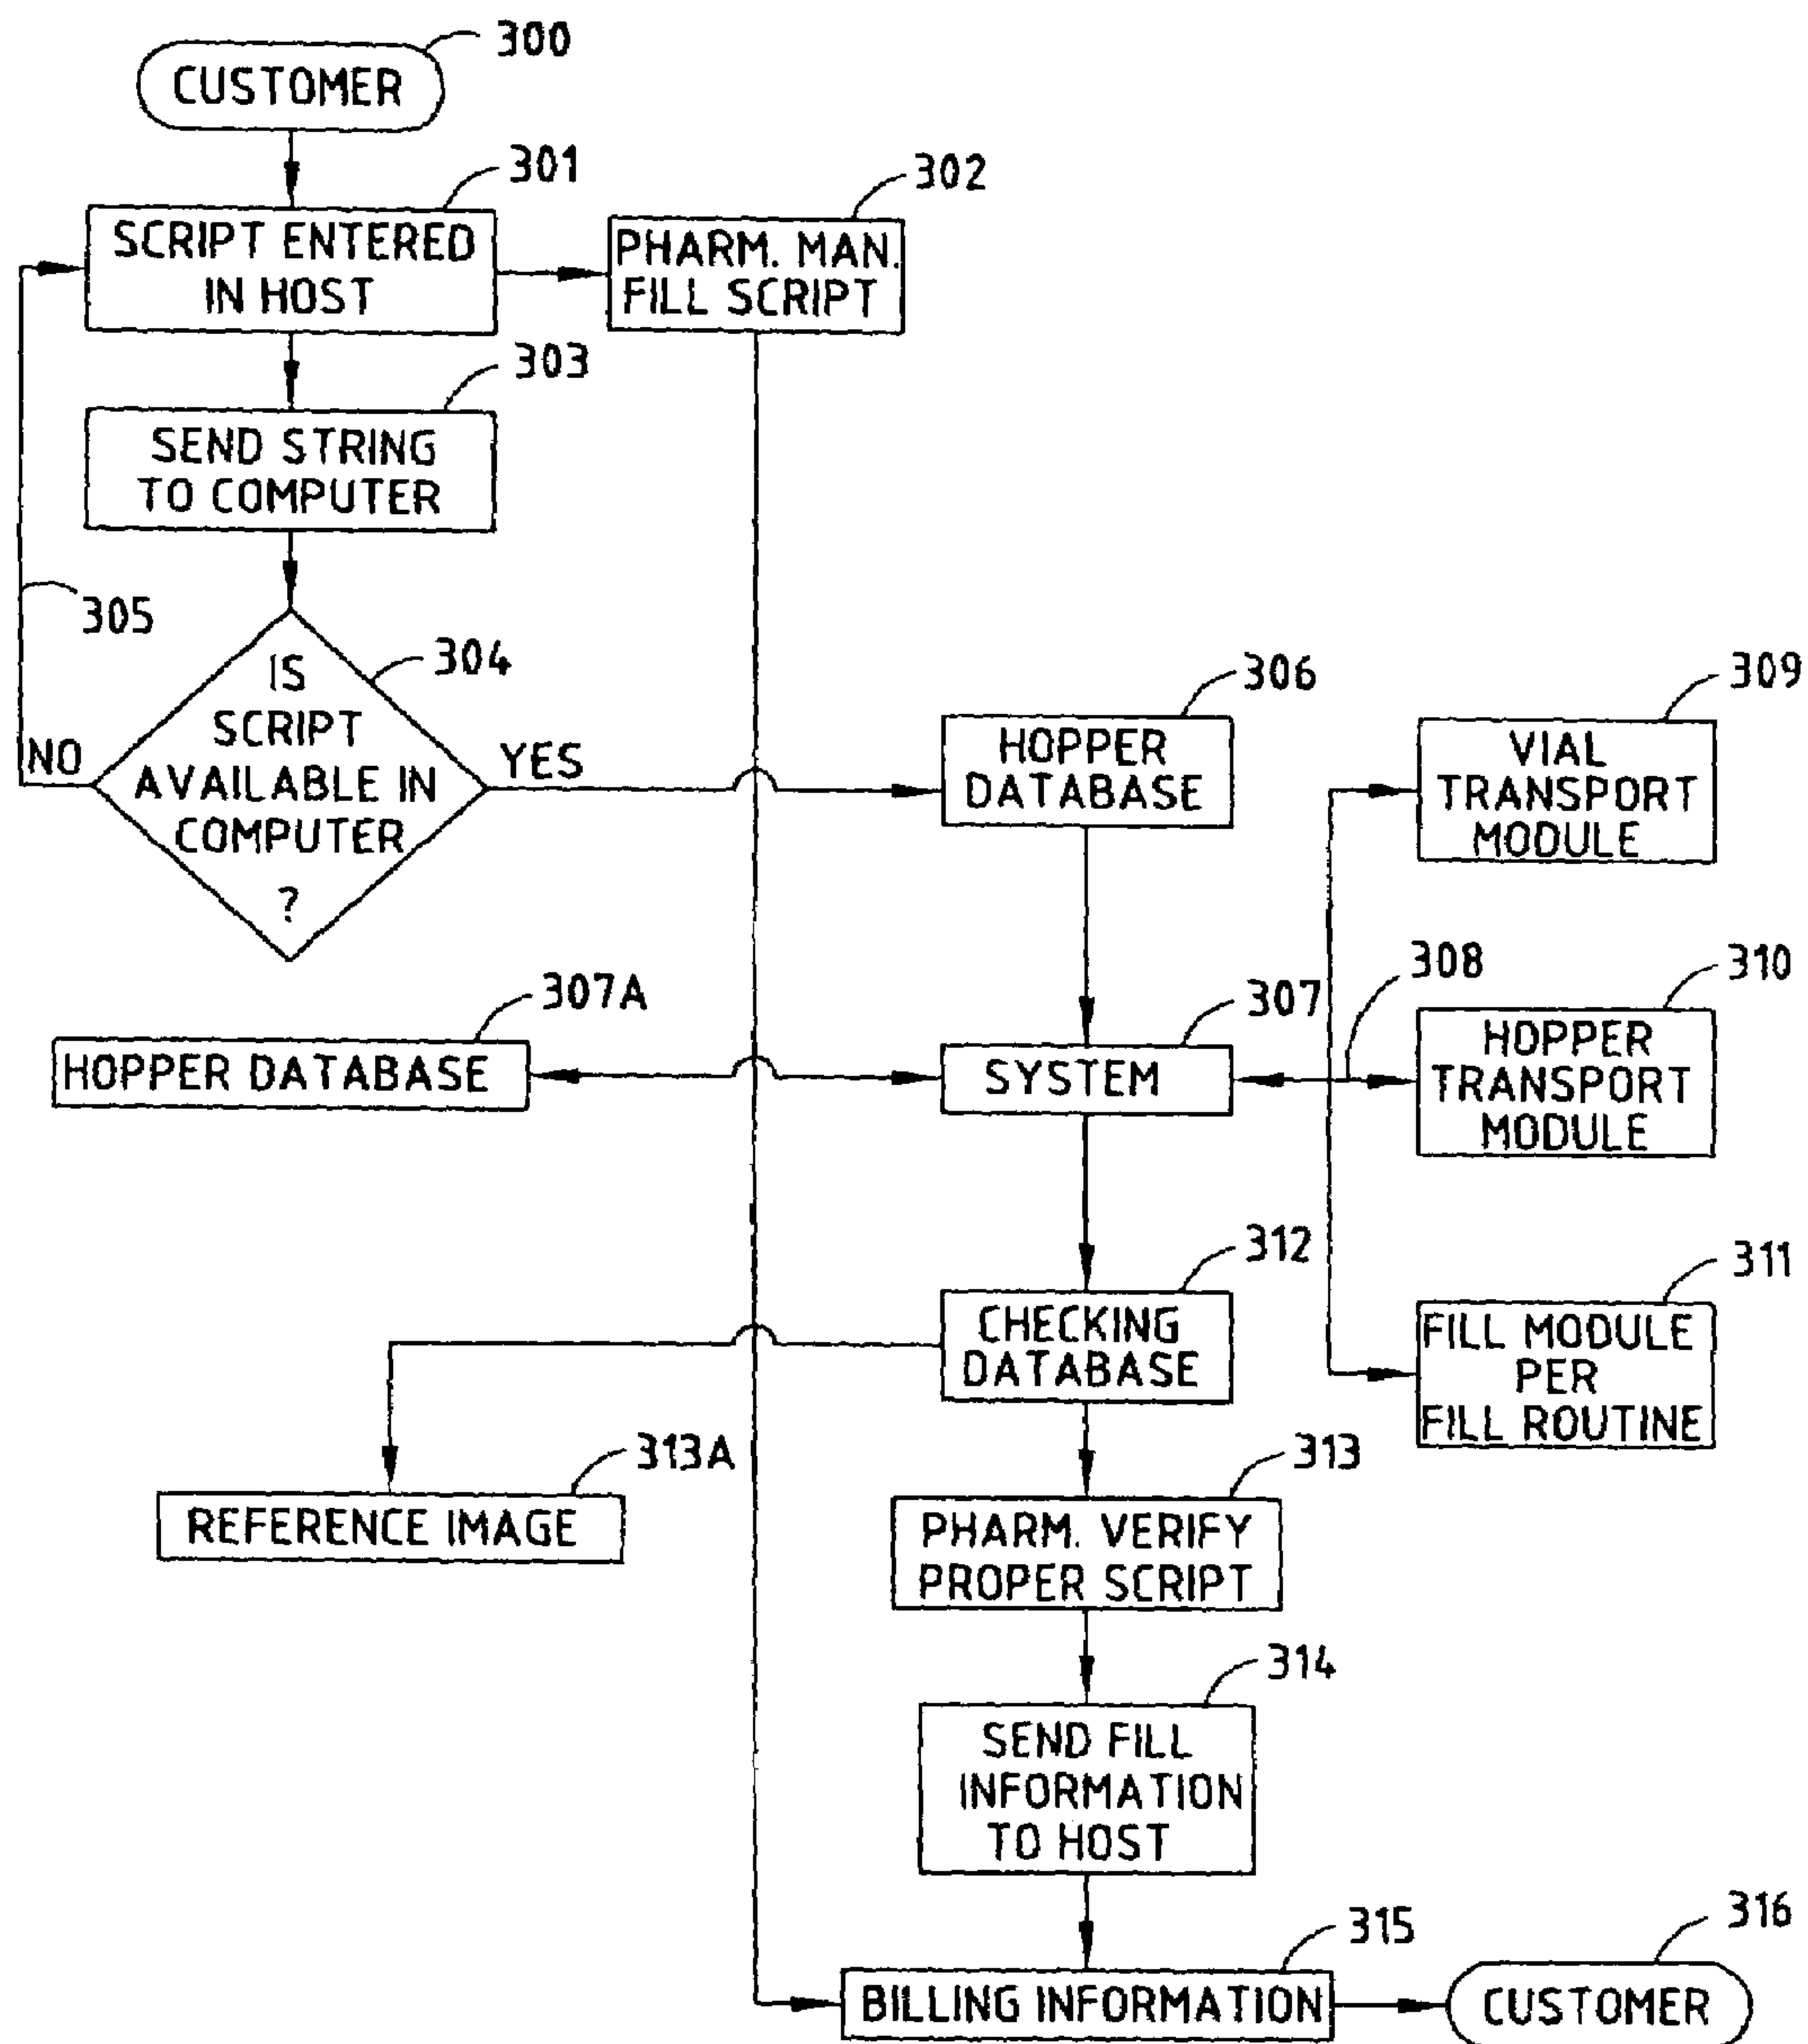 300
CUSTOMER
301
SCRIPT ENTERED
IN HOST
302
PHARM. MAN.
FILL SCRIPT
303
SEND STRING
TO COMPUTER
305
304
IS
SCRIPT
AVAILABLE IN
COMPUTER
?
NO
YES
306
HOPPER
DATABASE
309
VIAL
TRANSPORT
MODULE
307A
HOPPER DATABASE
307
SYSTEM
308
310
HOPPER
TRANSPORT
MODULE
312
CHECKING
DATABASE
311
FILL MODULE
PER
FILL ROUTINE
313A
REFERENCE IMAGE
313
PHARM. VERIFY
PROPER SCRIPT
314
SEND FILL
INFORMATION
TO HOST
315
BILLING INFORMATION
316
CUSTOMER